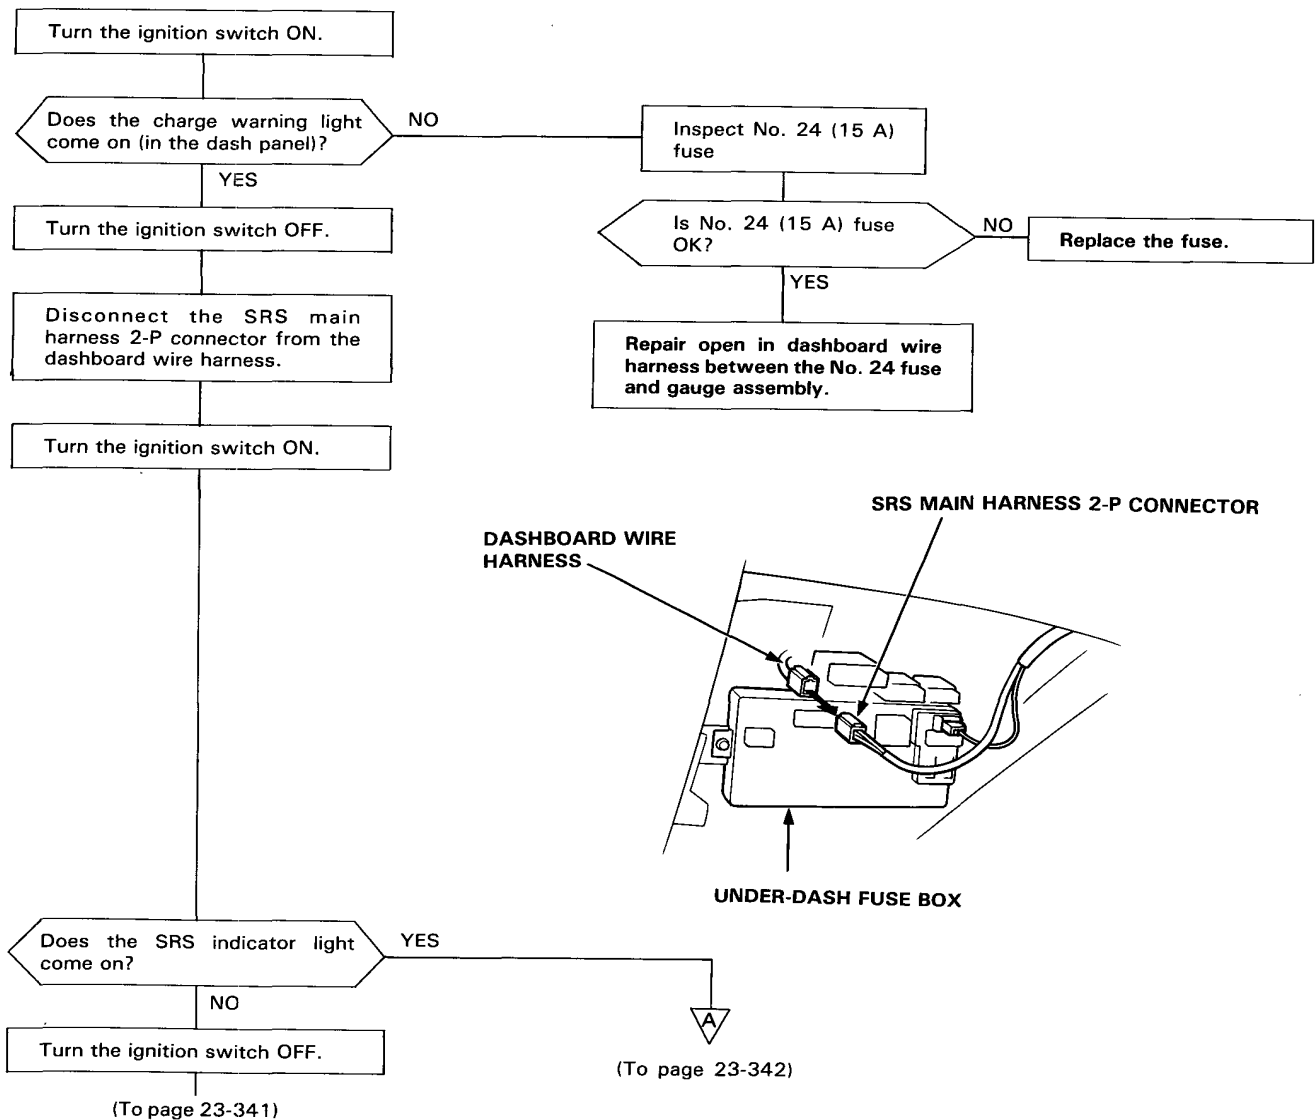 Turn the ignition switch ON.
Does the charge warning light
come on (in the dash panel)?
NO
YES
Inspect No. 24 (15 A)
fuse
Is No. 24 (15 A) fuse
OK?
NO
Replace the fuse.
YES
Repair open in dashboard wire
harness between the No. 24 fuse
and gauge assembly.
Turn the ignition switch OFF.
Disconnect the SRS main
harness 2-P connector from the
dashboard wire harness.
Turn the ignition switch ON.
SRS MAIN HARNESS 2-P CONNECTOR
DASHBOARD WIRE
HARNESS
UNDER-DASH FUSE BOX
Does the SRS indicator light
come on?
YES
A
(To page 23-342)
NO
Turn the ignition switch OFF.
(To page 23-341)